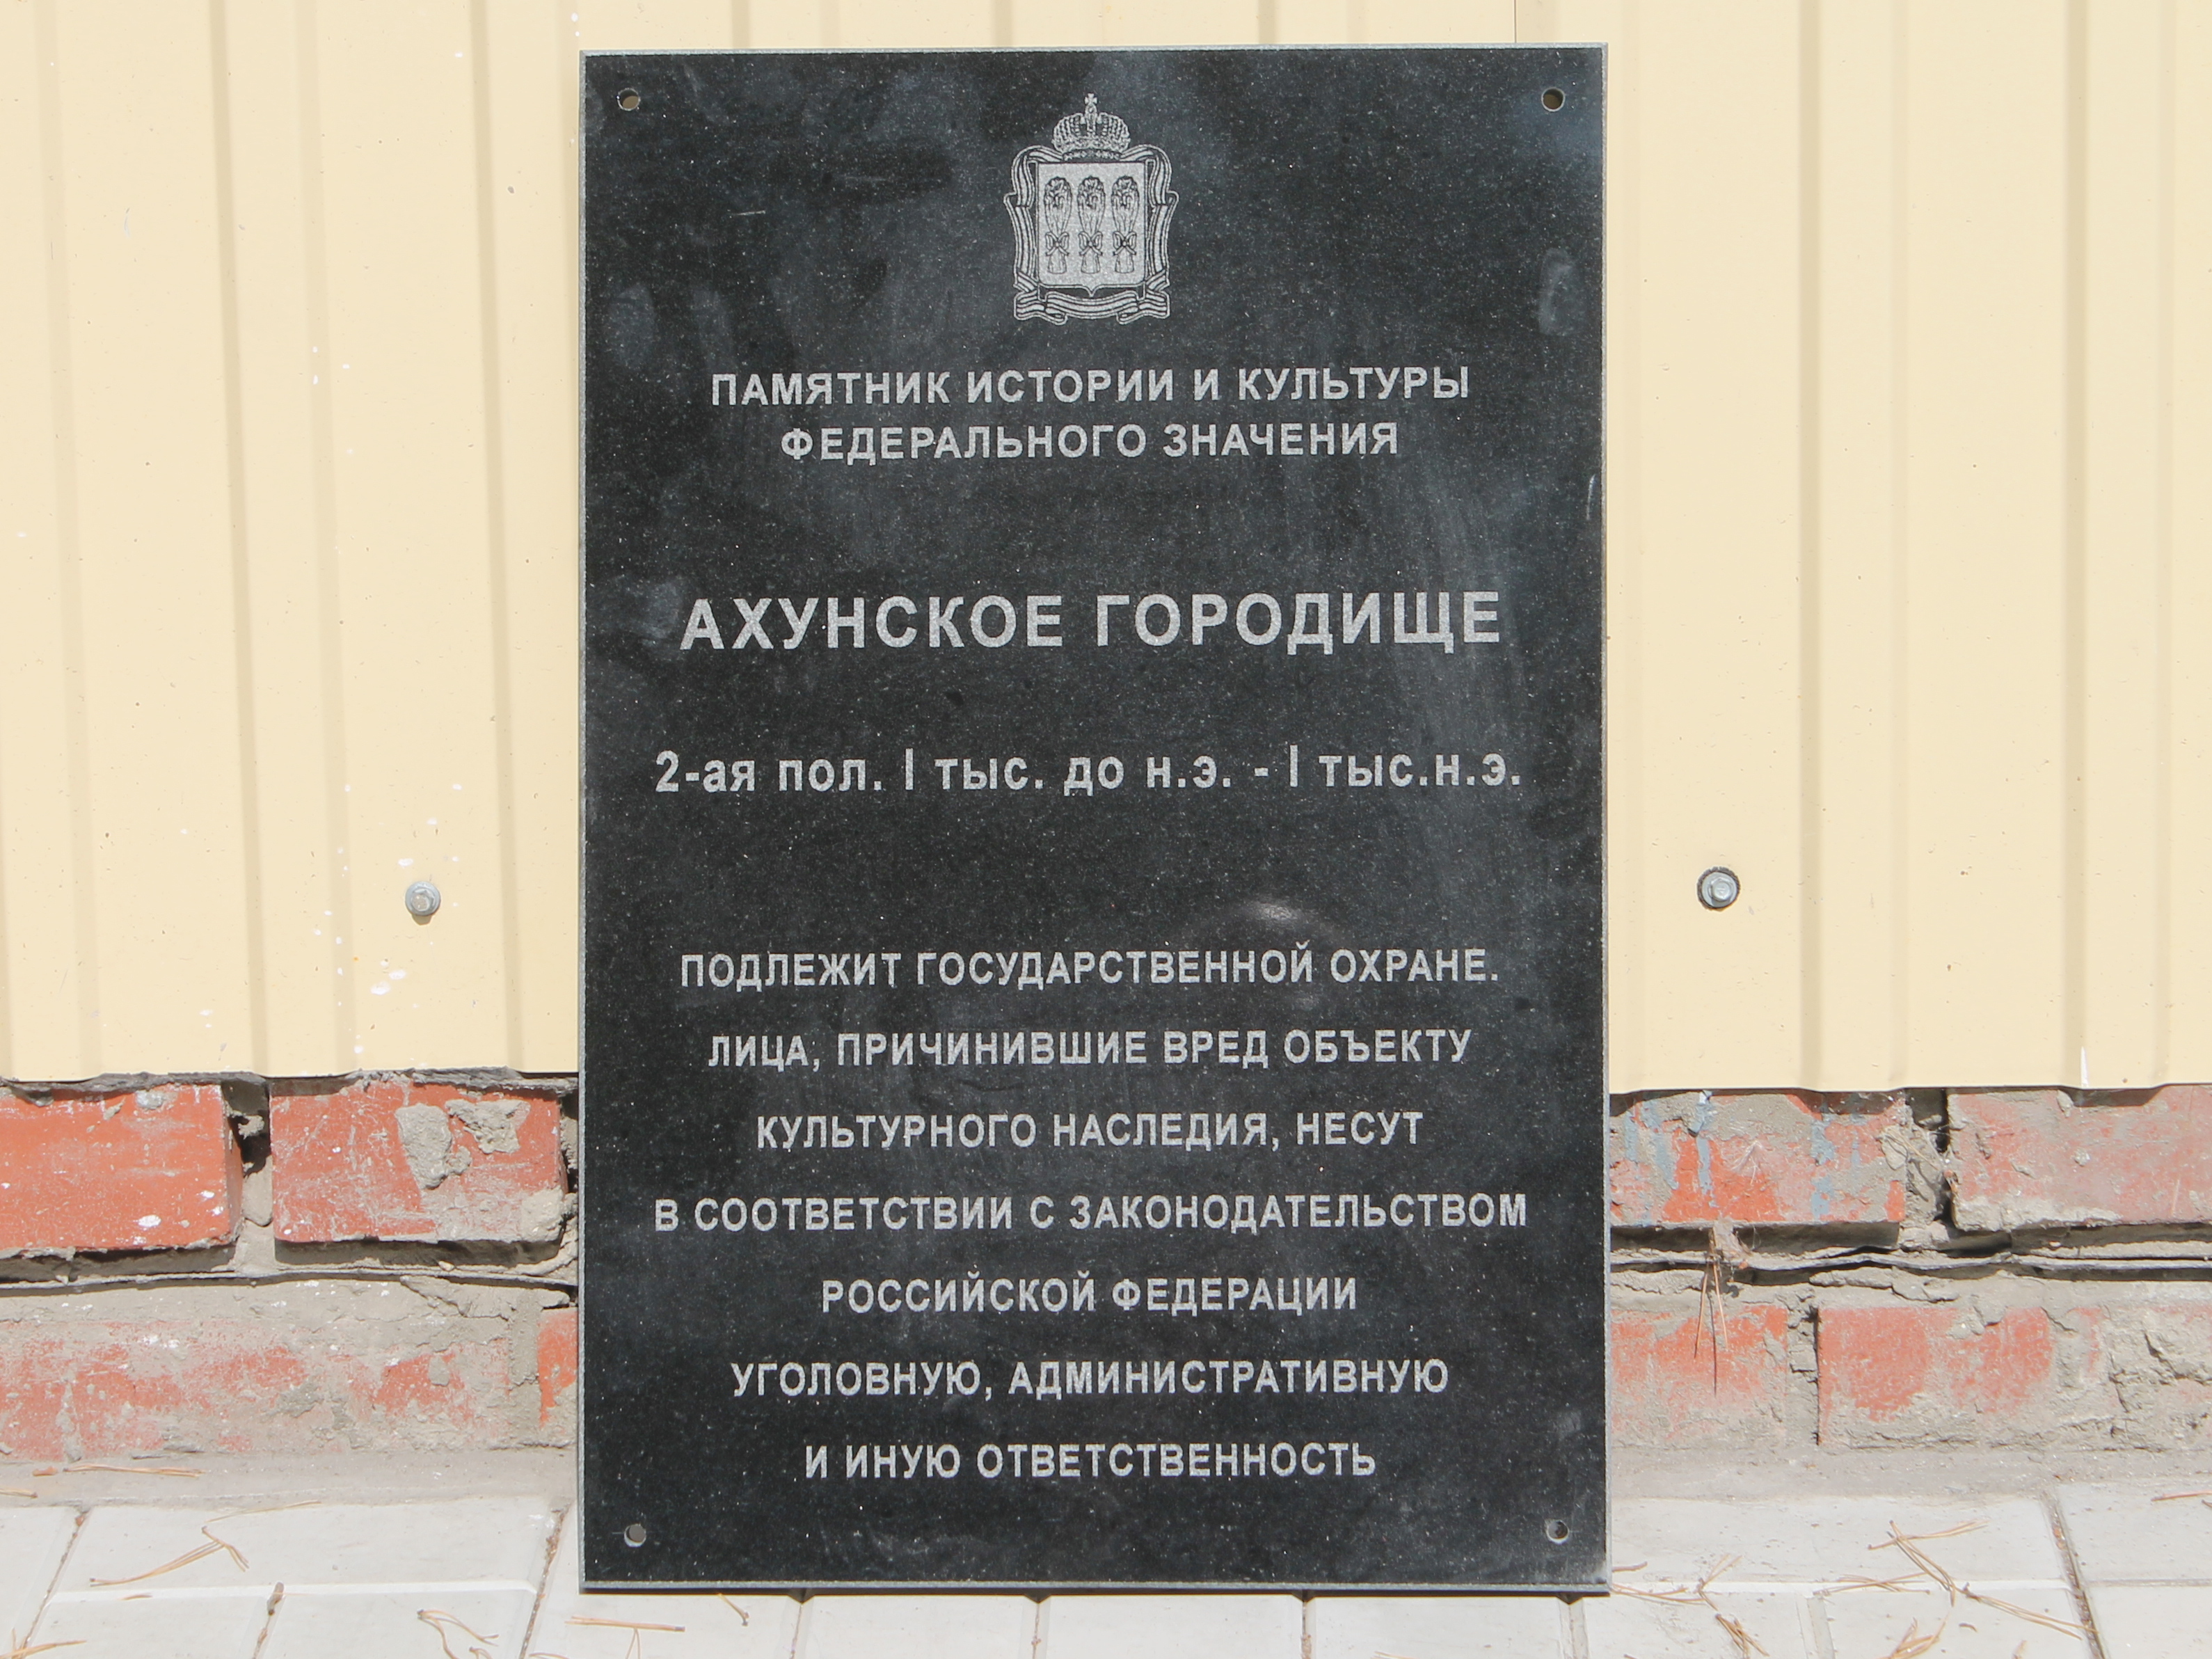 ПАМЯТНИК ИСТОРИИ И КУЛЬТУРЫ
ФЕДЕРАЛЬНОГО ЗНАЧЕНИЯ
АХУНСКОЕ ГОРОДИЩЕ
2-ая пол. I тыс. до н.э. - I тыс.н.э.
ПОДЛЕЖИТ ГОСУДАРСТВЕННОЙ ОХРАНЕ.
ЛИЦА, ПРИЧИНИВШИЕ ВРЕД ОБЪЕКТУ
КУЛЬТУРНОГО НАСЛЕДИЯ, НЕСУТ
В СООТВЕТСТВИИ С ЗАКОНОДАТЕЛЬСТВОМ
РОССИЙСКОЙ ФЕДЕРАЦИИ
УГОЛОВНУЮ, АДМИНИСТРАТИВНУЮ
И ИНУЮ ОТВЕТСТВЕННОСТЬ